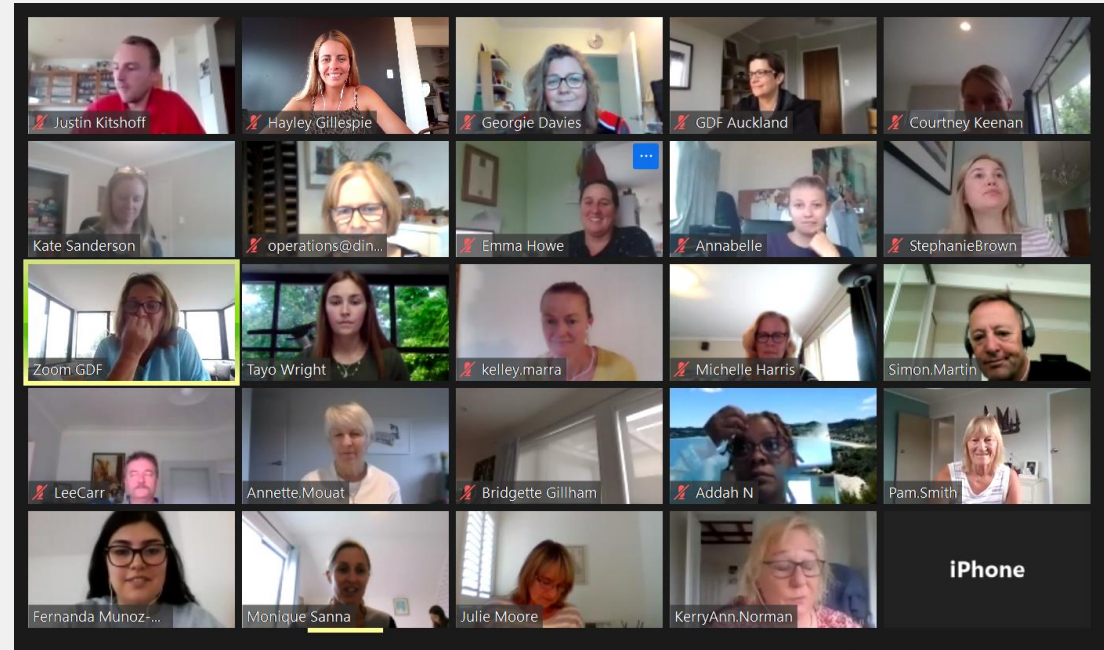 Justin Kitshoff
Hayley Gillespie
Georgie Davies
GDF Auckland
Courtney Keenan
Kate Sanderson
operations@din...
Emma Howe
Annabelle
StephanieBrown
Zoom GDF
Tayo Wright
kelley.marra
Michelle Harris
Simon.Martin
LeeCarr
Annette.Mouat
Bridgette Gillham
Addah N
Pam.Smith
Fernanda Munoz-...
Monique Sanna
Julie Moore
KerryAnn.Norman
iPhone